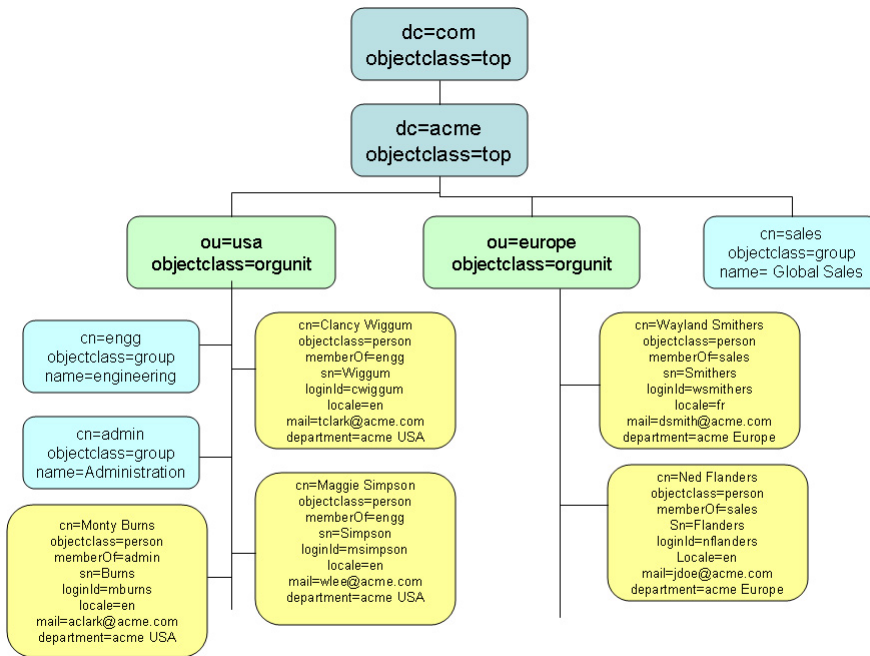 dc=com
objectclass=top
dc=acme
objectclass=top
ou=usa
objectclass=orgunit
ou=europe
objectclass=orgunit
cn=sales
objectclass=group
name= Global Sales
cn=engg
objectclass=group
name=engineering
cn=Clancy Wiggum
objectclass=person
memberOf=engg
sn=Wiggum
loginId=cwiggum
locale=en
mail=tclark@acme.com
department=acme USA
cn=Wayland Smithers
objectclass=person
memberOf=sales
sn=Smithers
loginId=wsmithers
locale=fr
mail=dsmith@acme.com
department=acme Europe
cn=admin
objectclass=group
name=Administration
cn=Monty Burns
objectclass=person
memberOf=admin
sn=Burns
loginId=mburns
locale=en
mail=aclark@acme.com
department=acme USA
cn=Maggie Simpson
objectclass=person
memberOf=engg
sn=Simpson
loginId=msimpson
locale=en
mail=wlee@acme.com
department=acme USA
cn=Ned Flanders
objectclass=person
memberOf=sales
Sn=Flanders
loginId=nflanders
Locale=en
mail=jdoe@acme.com
department=acme Europe